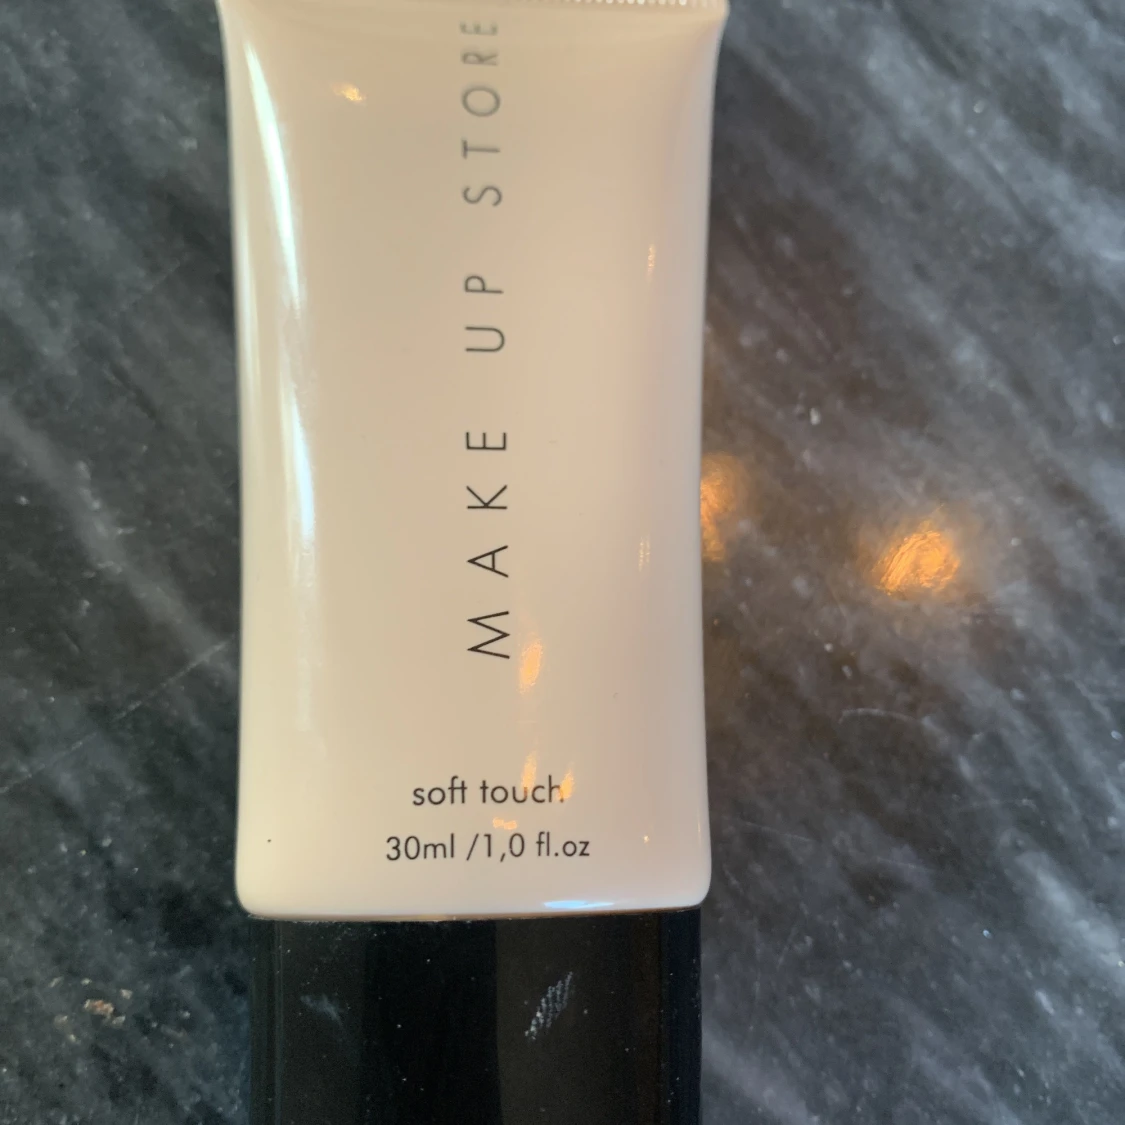 MAKE UP STORE
soft touch
30ml /1,0 fl.oz